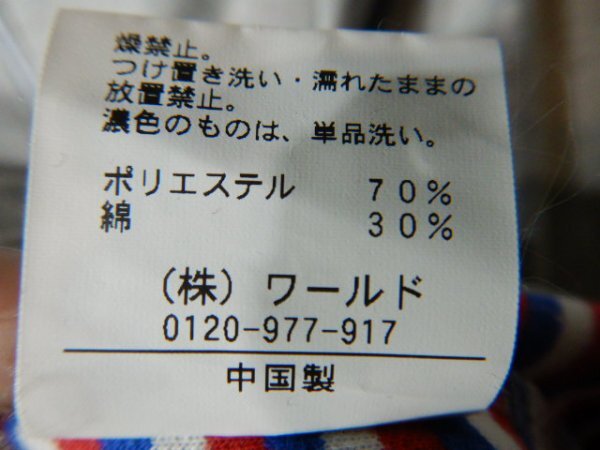 燥禁止。
つけ置き洗い・濡れたままの
放置禁止。
濃色のものは、単品洗い。
ポリエステル 70%
綿 30%
(株)ワールド
0120-977-917
中国製